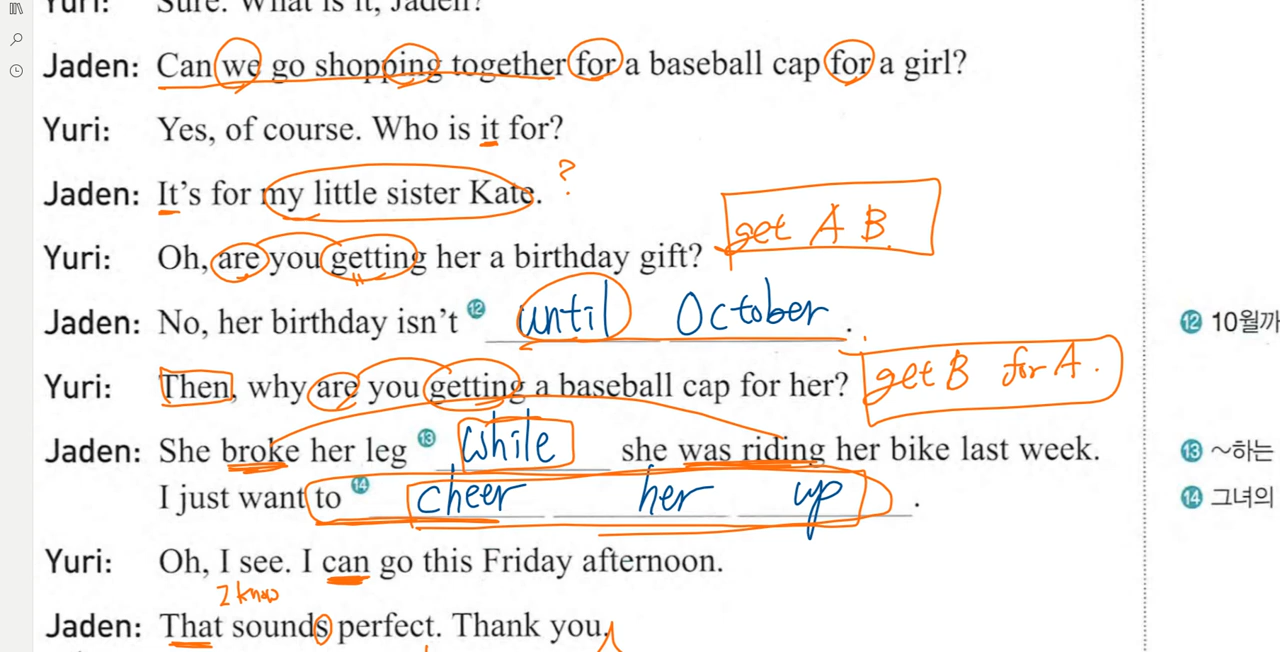 Yuri: Sure. What is it, Jaden?
Jaden: Can we go shopping together for a baseball cap for a girl?
Yuri: Yes, of course. Who is it for?
Jaden: It's for my little sister Kate. ?
Yuri: Oh, are you getting her a birthday gift? get A B.
Jaden: No, her birthday isn't ⑫ until October. ⑫ 10월까
Yuri: Then, why are you getting a baseball cap for her? get B for A.
Jaden: She broke her leg ⑬ while she was riding her bike last week. ⑬ ~하는
I just want to ⑭ cheer her up. ⑭ 그녀의
Yuri: Oh, I see. I can go this Friday afternoon.
I know
Jaden: That sounds perfect. Thank you.